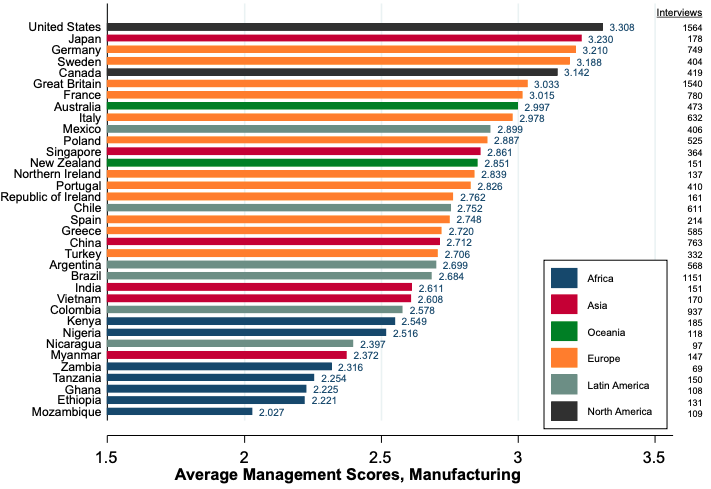 Interviews
United States 3.308 1564
Japan 3.230 178
Germany 3.210 749
Sweden 3.188 404
Canada 3.142 419
Great Britain 3.033 1540
France 3.015 780
Australia 2.997 473
Italy 2.978 632
Mexico 2.899 406
Poland 2.887 525
Singapore 2.861 364
New Zealand 2.851 151
Northern Ireland 2.839 137
Portugal 2.826 410
Republic of Ireland 2.762 161
Chile 2.752 611
Spain 2.748 214
Greece 2.720 585
China 2.712 763
Turkey 2.706 332
Argentina 2.699 568
Brazil 2.684 1151
India 2.611 151
Vietnam 2.608 170
Colombia 2.578 937
Kenya 2.549 185
Nigeria 2.516 118
Nicaragua 2.397 97
Myanmar 2.372 147
Zambia 2.316 69
Tanzania 2.254 150
Ghana 2.225 108
Ethiopia 2.221 131
Mozambique 2.027 109
Africa
Asia
Oceania
Europe
Latin America
North America
1.5 2 2.5 3 3.5
Average Management Scores, Manufacturing